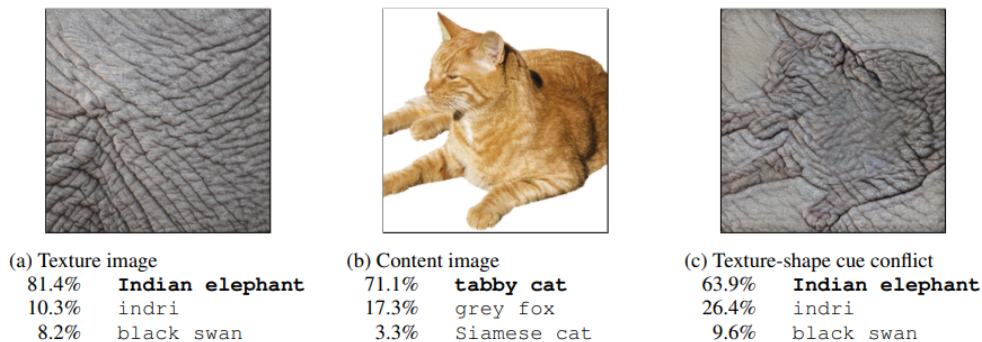 (a) Texture image
81.4% Indian elephant
10.3% indri
8.2% black swan
(b) Content image
71.1% tabby cat
17.3% grey fox
3.3% Siamese cat
(c) Texture-shape cue conflict
63.9% Indian elephant
26.4% indri
9.6% black swan